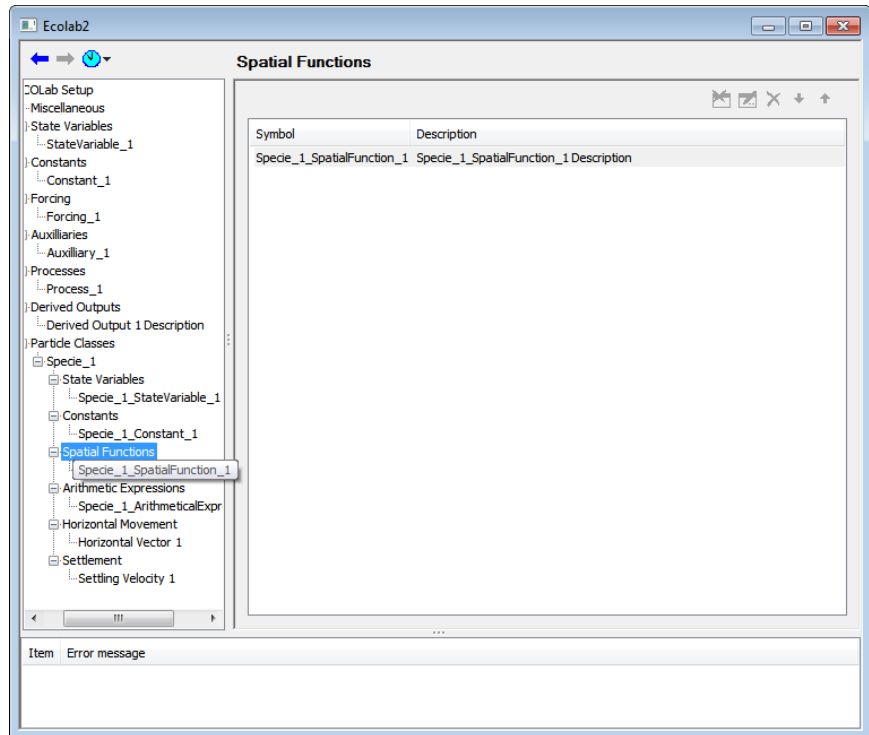 Ecolab2
Spatial Functions
COLab Setup
Miscellaneous
State Variables
StateVariable_1
Constants
Constant_1
Forcing
Forcing_1
Auxilliaries
Auxilliary_1
Processes
Process_1
Derived Outputs
Derived Output 1 Description
Particle Classes
Specie_1
State Variables
Specie_1_StateVariable_1
Constants
Specie_1_Constant_1
Spatial Functions
Specie_1_SpatialFunction_1
Arithmetic Expressions
Specie_1_ArithmeticalExpr
Horizontal Movement
Horizontal Vector 1
Settlement
Settling Velocity 1
Symbol Description
Specie_1_SpatialFunction_1 Specie_1_SpatialFunction_1 Description
Item Error message